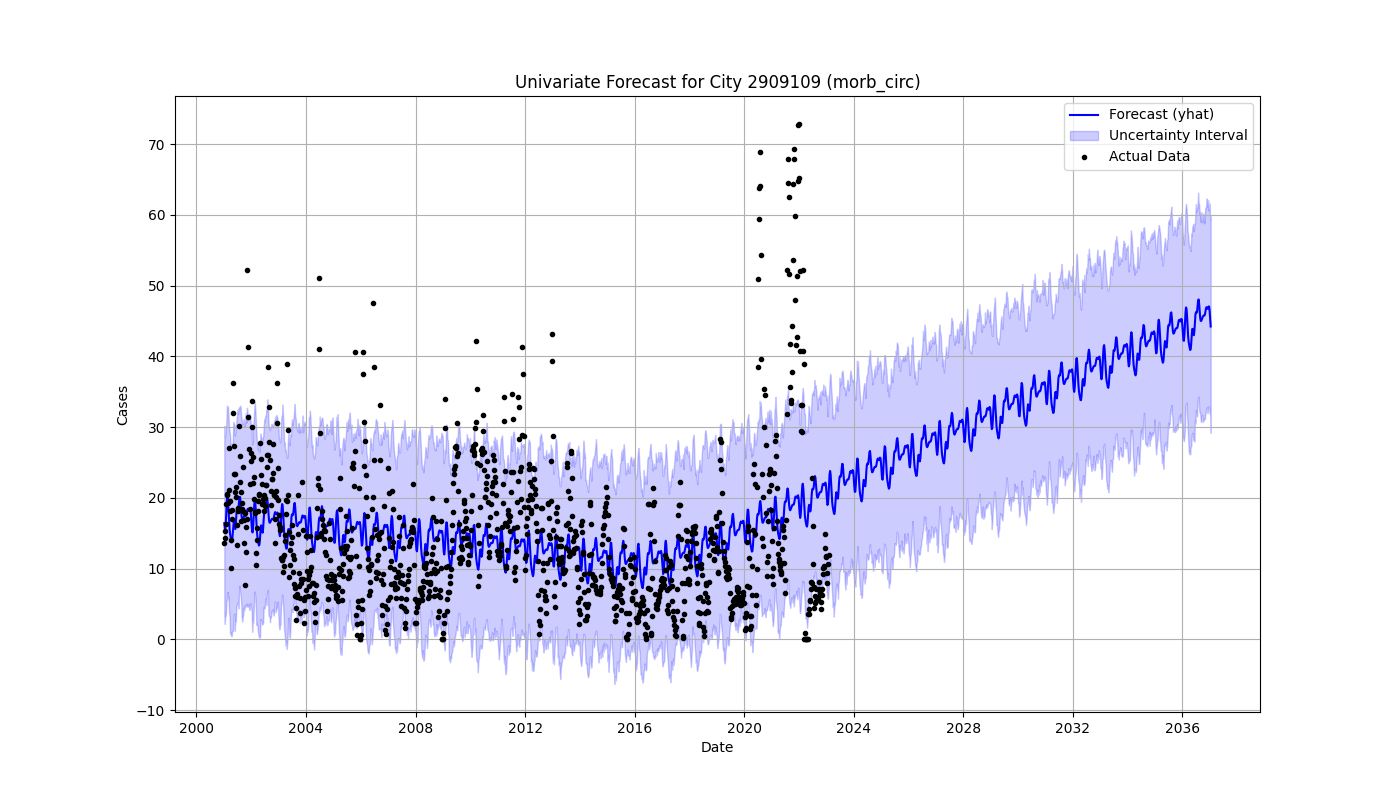 Univariate Forecast for City 2909109 (morb_circ)
Forecast (yhat)
Uncertainty Interval
Actual Data
Cases
70
60
50
40
30
20
10
0
−10
2000 2004 2008 2012 2016 2020 2024 2028 2032 2036
Date